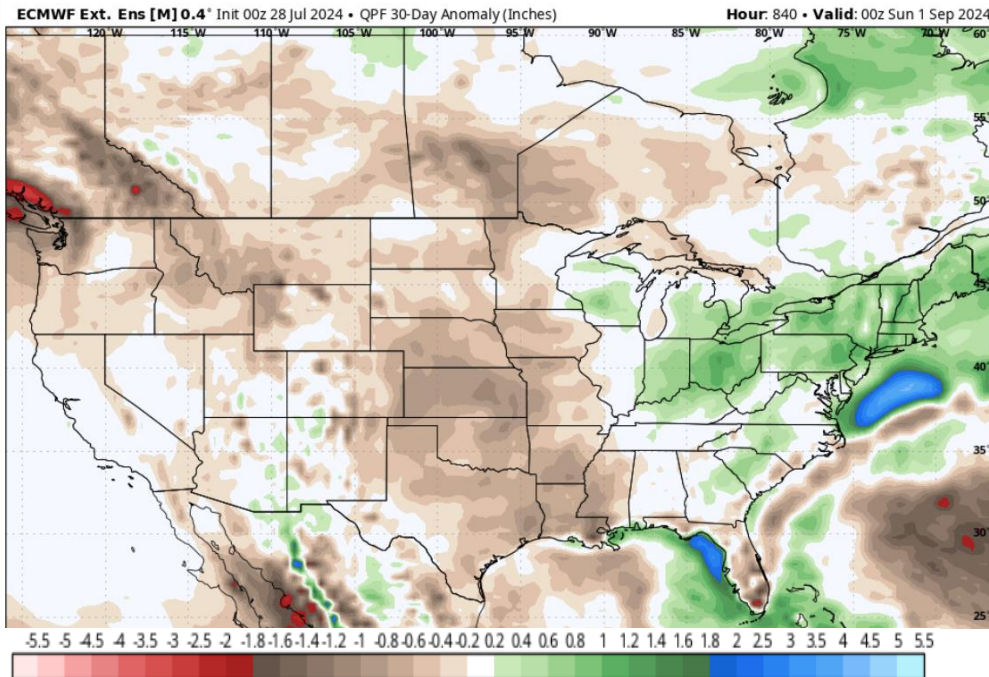 ECMWF Ext. Ens [M] 0.4° Init 00z 28 Jul 2024 • QPF 30-Day Anomaly (Inches) Hour: 840 • Valid: 00z Sun 1 Sep 2024
120°W 115°W 110°W 105°W 100°W 95°W 90°W 85°W 80°W 75°W 70°W 60°
55°
50°
45°
40°
35°
30°
25°
-5.5 -5 -4.5 -4 -3.5 -3 -2.5 -2 -1.8 -1.6 -1.2 -1 -0.8 -0.6 -0.4 -0.2 0.2 0.4 0.6 0.8 1 1.2 1.4 1.6 1.8 2 2.5 3 3.5 4 4.5 5 5.5